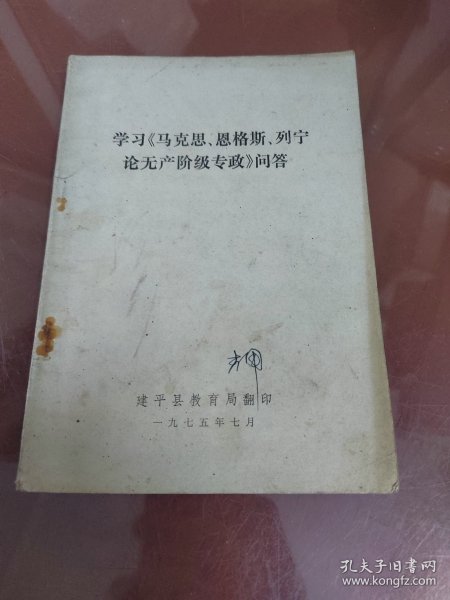 学习《马克思、恩格斯、列宁
论无产阶级专政》问答
建平县教育局翻印
一九七五年七月
孔夫子旧书网
www.kongfz.com